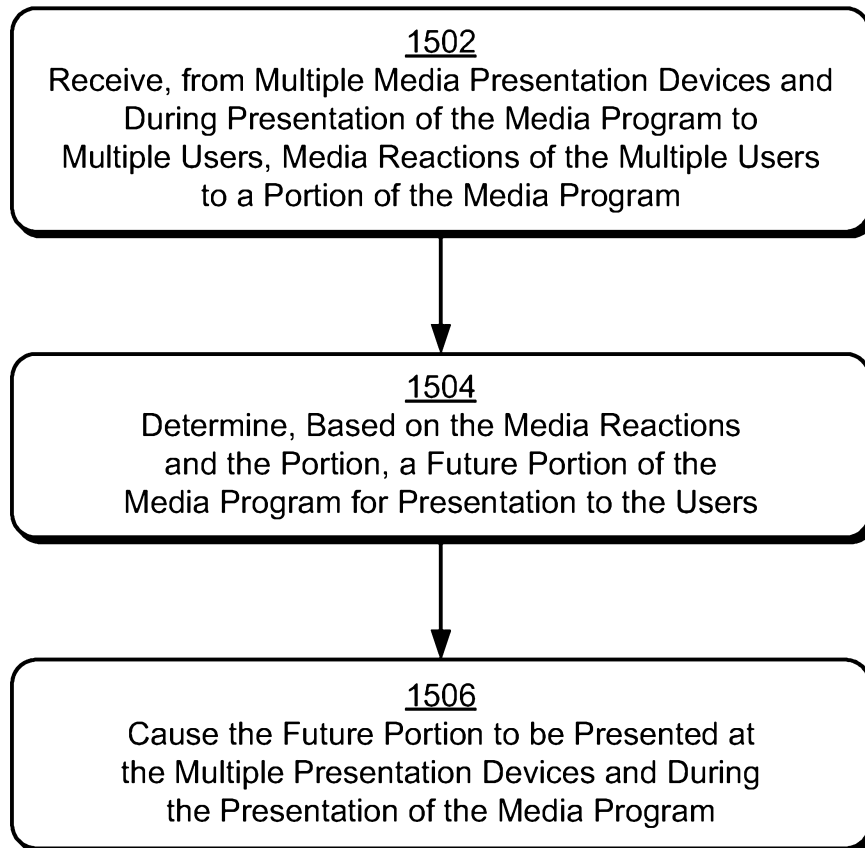 1502
Receive, from Multiple Media Presentation Devices and
During Presentation of the Media Program to
Multiple Users, Media Reactions of the Multiple Users
to a Portion of the Media Program
1504
Determine, Based on the Media Reactions
and the Portion, a Future Portion of the
Media Program for Presentation to the Users
1506
Cause the Future Portion to be Presented at
the Multiple Presentation Devices and During
the Presentation of the Media Program